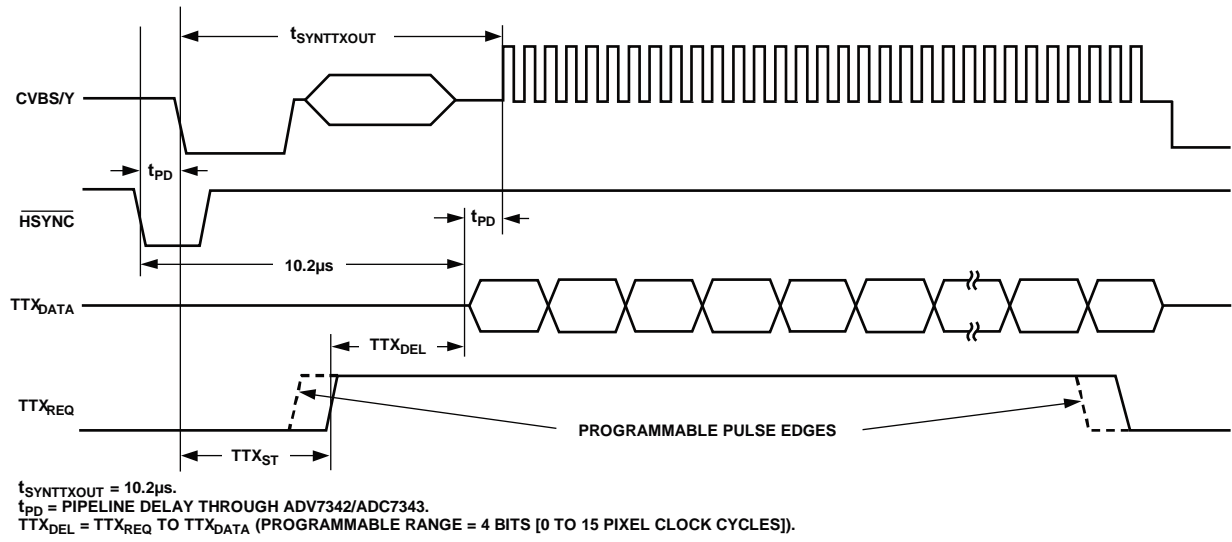 tSYNTTXOUT
CVBS/Y
tPD
HSYNC
tPD
10.2µs
TTXDATA
TTXDEL
TTXREQ
PROGRAMMABLE PULSE EDGES
TTXST
tSYNTTXOUT = 10.2µs.
tPD = PIPELINE DELAY THROUGH ADV7342/ADC7343.
TTXDEL = TTXREQ TO TTXDATA (PROGRAMMABLE RANGE = 4 BITS [0 TO 15 PIXEL CLOCK CYCLES]).